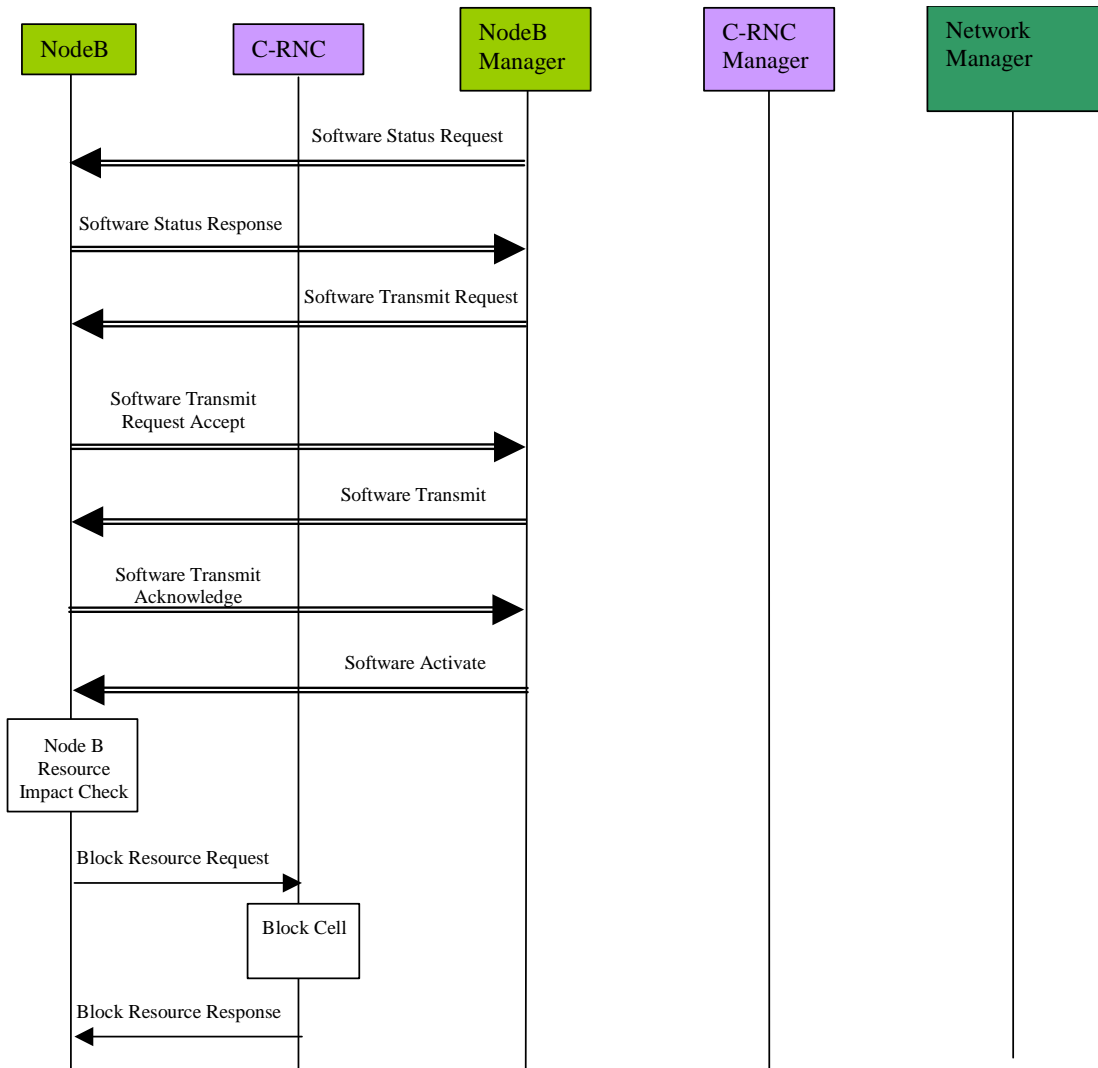 NodeB
C-RNC
NodeB
Manager
C-RNC
Manager
Network
Manager
Software Status Request
Software Status Response
Software Transmit Request
Software Transmit
Request Accept
Software Transmit
Software Transmit
Acknowledge
Software Activate
Node B
Resource
Impact Check
Block Resource Request
Block Cell
Block Resource Response